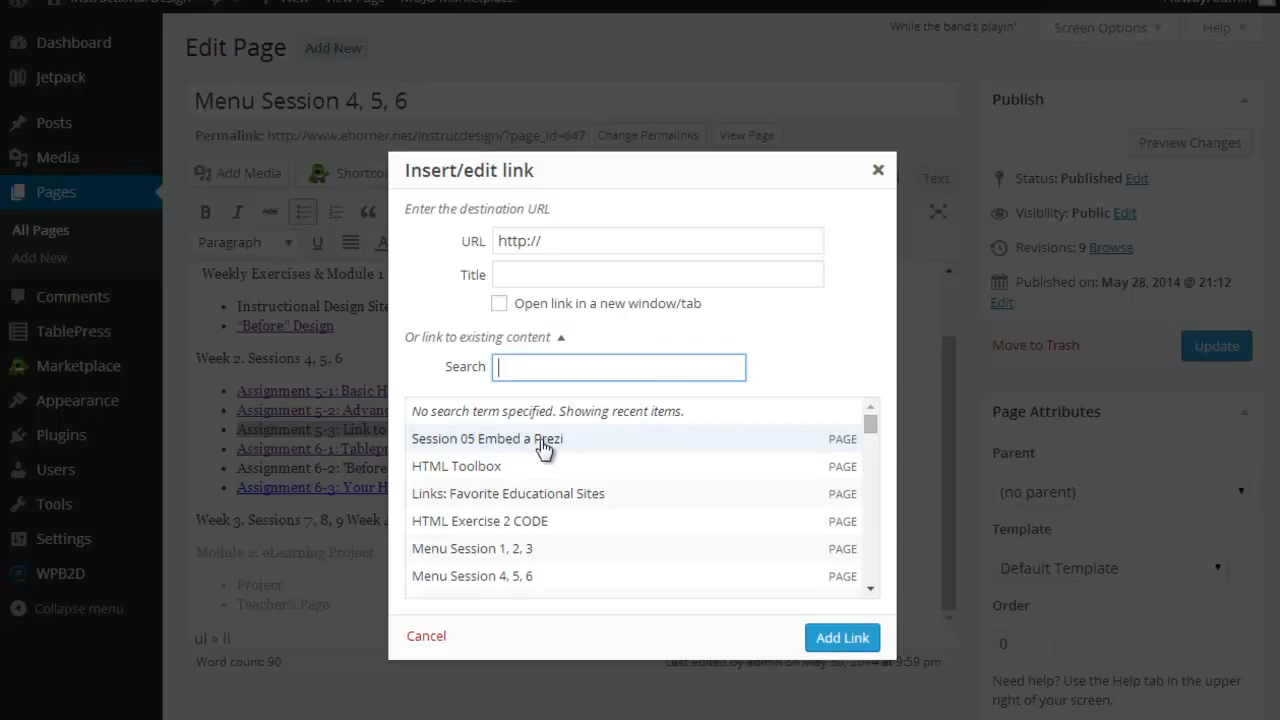 Instructional Design
New
View Page
MOJO Marketplace
Howdy, admin
Dashboard
Jetpack
Posts
Media
Pages
All Pages
Add New
Comments
TablePress
Marketplace
Appearance
Plugins
Users
Tools
Settings
WPB2D
Collapse menu
While the band's playin'
Screen Options
Help
Edit Page
Add New
Menu Session 4, 5, 6
Permalink: http://www.ehorner.net/instrucdesign/?page_id=647
Change Permalinks
View Page
Add Media
Shortco
Text
B I ABC
Paragraph
U
A
Weekly Exercises & Module 1
Instructional Design Site
"Before" Design
Week 2. Sessions 4, 5, 6
Assignment 5-1: Basic H
Assignment 5-2: Advanc
Assignment 5-3: Link to
Assignment 6-1: Tablepr
Assignment 6-2: "Before
Assignment 6-3: Your H
Week 3. Sessions 7, 8, 9 Week
Module 2: eLearning Project
Project
Teacher's Page
ul » li
Word count: 90
Last edited by admin on May 30, 2014 at 9:59 pm
Insert/edit link
Enter the destination URL
URL
http://
Title
Open link in a new window/tab
Or link to existing content
Search
No search term specified. Showing recent items.
Session 05 Embed a Prezi PAGE
HTML Toolbox PAGE
Links: Favorite Educational Sites PAGE
HTML Exercise 2 CODE PAGE
Menu Session 1, 2, 3 PAGE
Menu Session 4, 5, 6 PAGE
Cancel
Add Link
Publish
Preview Changes
Status: Published Edit
Visibility: Public Edit
Revisions: 9 Browse
Published on: May 28, 2014 @ 21:12
Edit
Move to Trash
Update
Page Attributes
Parent
(no parent)
Template
Default Template
Order
0
Need help? Use the Help tab in the upper
right of your screen.